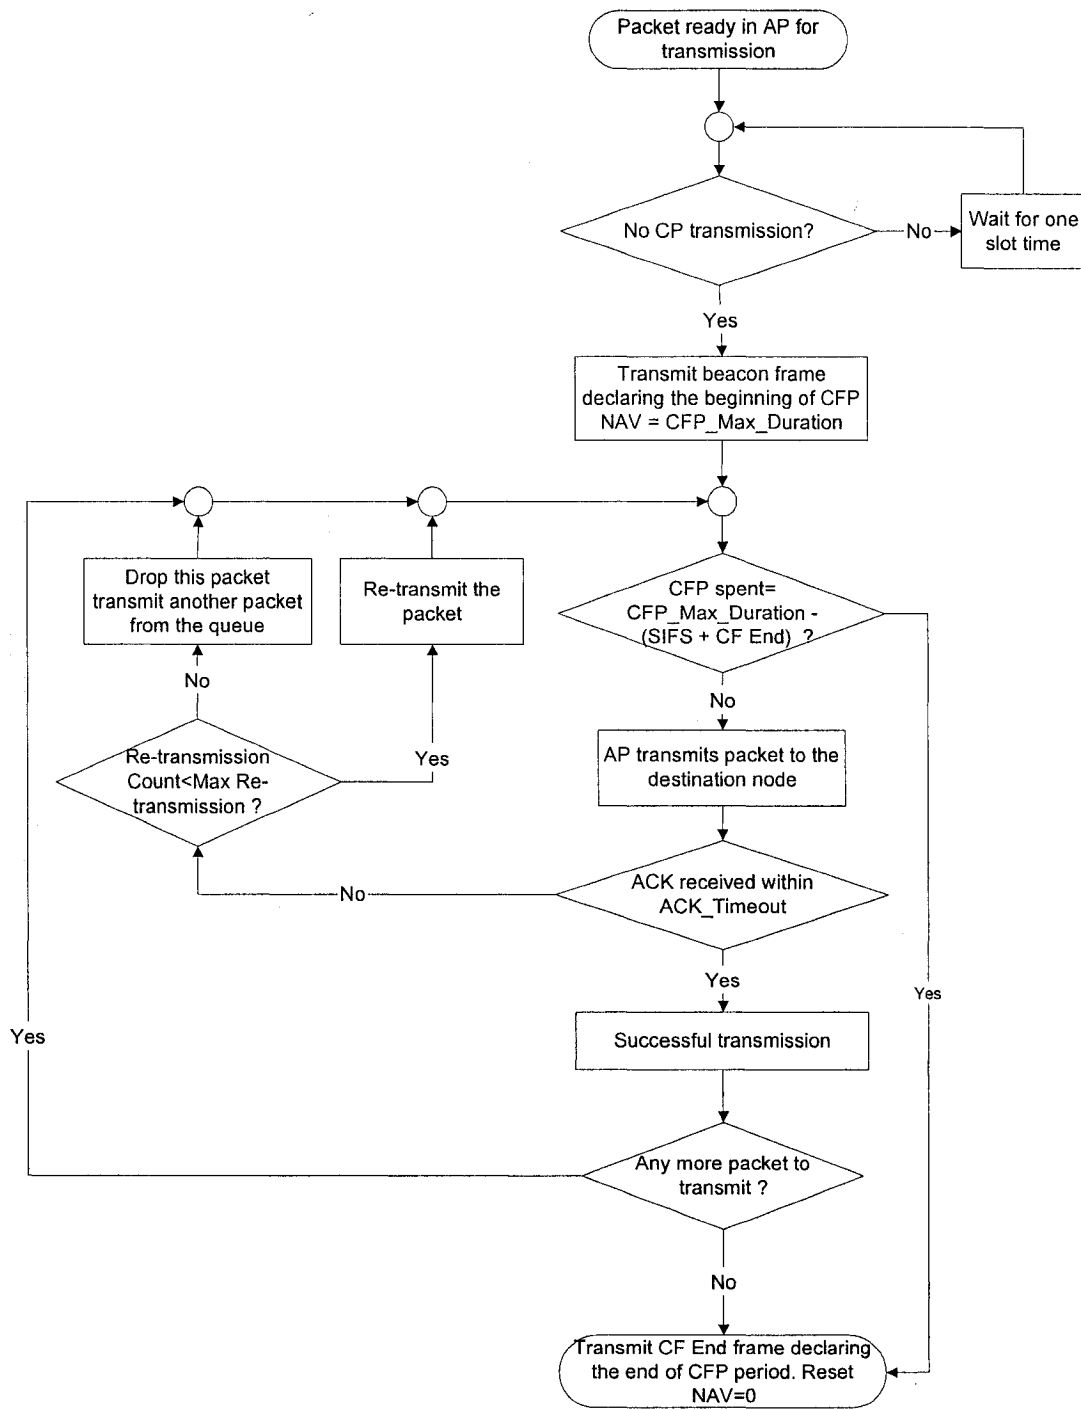 Packet ready in AP for
transmission
No CP transmission?
No
Wait for one
slot time
Yes
Transmit beacon frame
declaring the beginning of CFP
NAV = CFP_Max_Duration
Drop this packet
transmit another packet
from the queue
Re-transmit the
packet
CFP spent=
CFP_Max_Duration -
(SIFS + CF End) ?
No
No
Re-transmission
Count<Max Re-
transmission ?
Yes
AP transmits packet to the
destination node
ACK received within
ACK_Timeout
No
Yes
Yes
Successful transmission
Yes
Any more packet to
transmit ?
No
Transmit CF End frame declaring
the end of CFP period. Reset
NAV=0